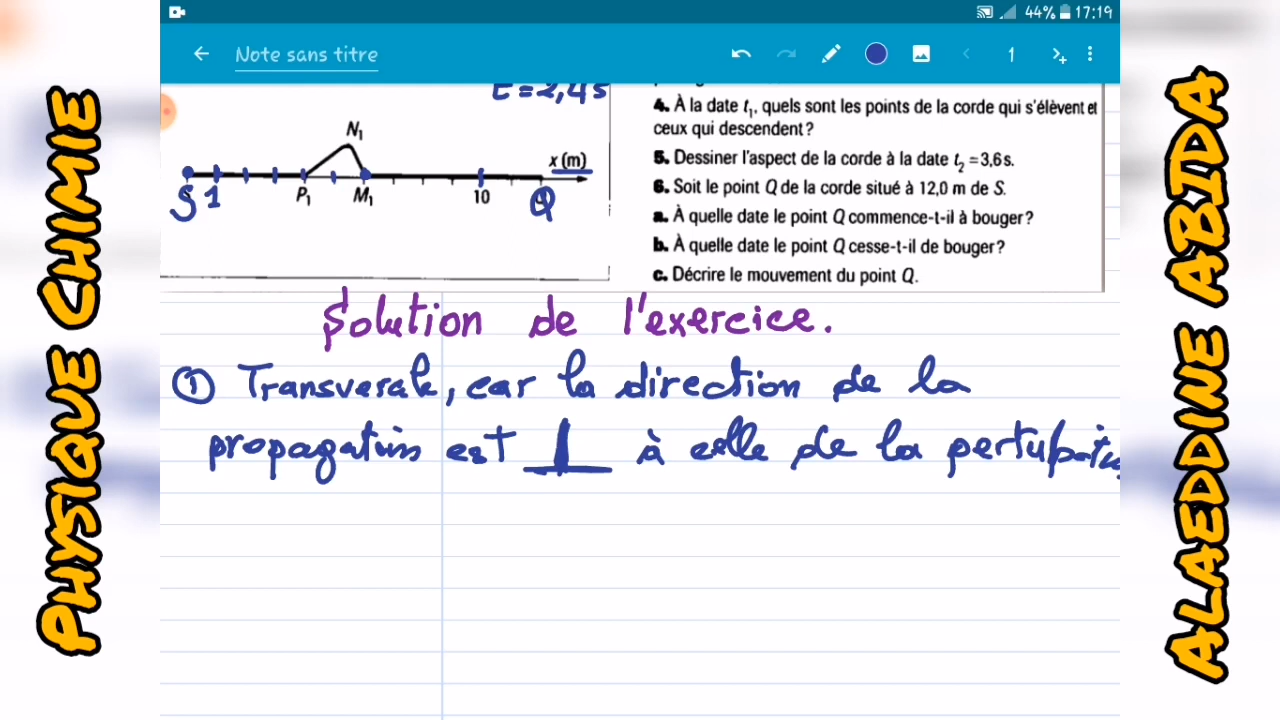 44% 17:19
Note sans titre
1
t = 2,4s
N₁
x (m)
S 1 P₁ M₁ 10 Q
4. À la date t₁, quels sont les points de la corde qui s'élèvent et
ceux qui descendent ?
5. Dessiner l'aspect de la corde à la date t₂ = 3,6 s.
6. Soit le point Q de la corde situé à 12,0 m de S.
a. À quelle date le point Q commence-t-il à bouger ?
b. À quelle date le point Q cesse-t-il de bouger ?
c. Décrire le mouvement du point Q.
Solution de l'exercice.
① Transversale, car la direction de la
propagation est ⊥ à celle de la perturbation
PHYSIQUE CHIMIE
ALAEDDINE ABIDA